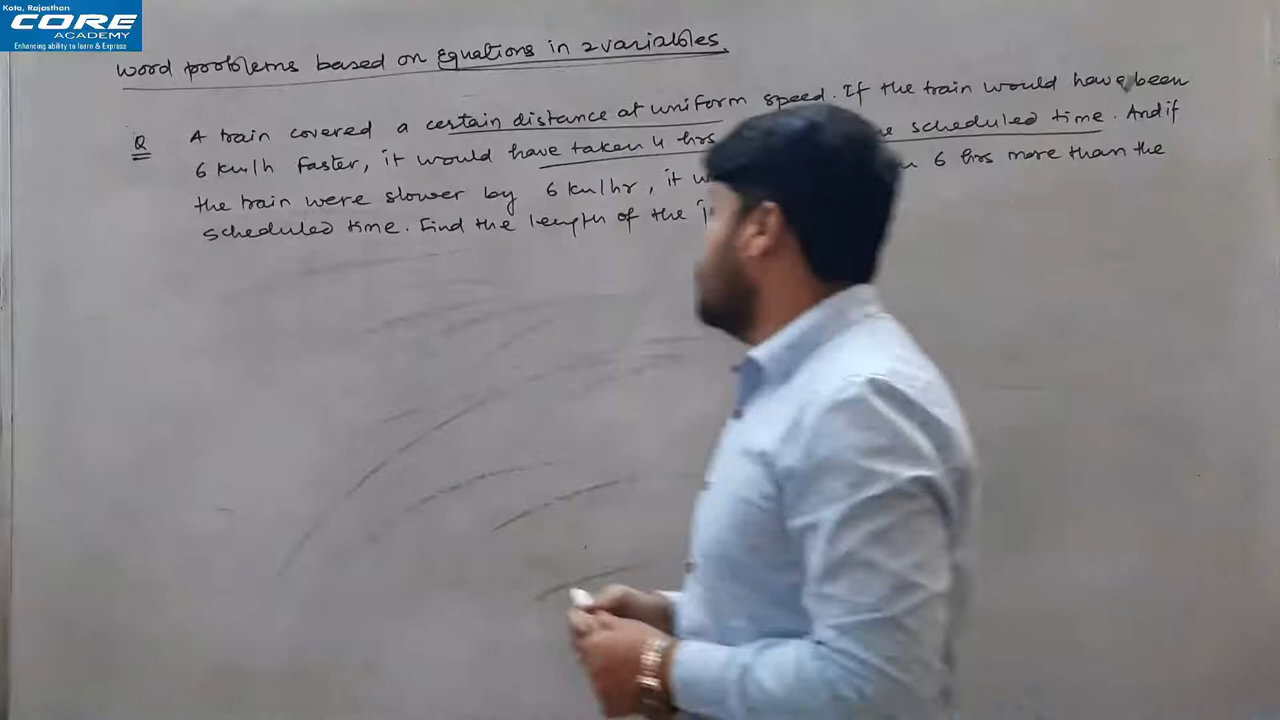 Kota, Rajasthan
CORE
ACADEMY
Enhancing ability to learn & Express
Word problems based on Equations in 2 variables.
Q A train covered a certain distance at uniform speed. If the train would have been
6 km/h faster, it would have taken 4 hrs scheduled time. And if
the train were slower by 6 km/hr, it 6 hrs more than the
scheduled time. Find the length of the